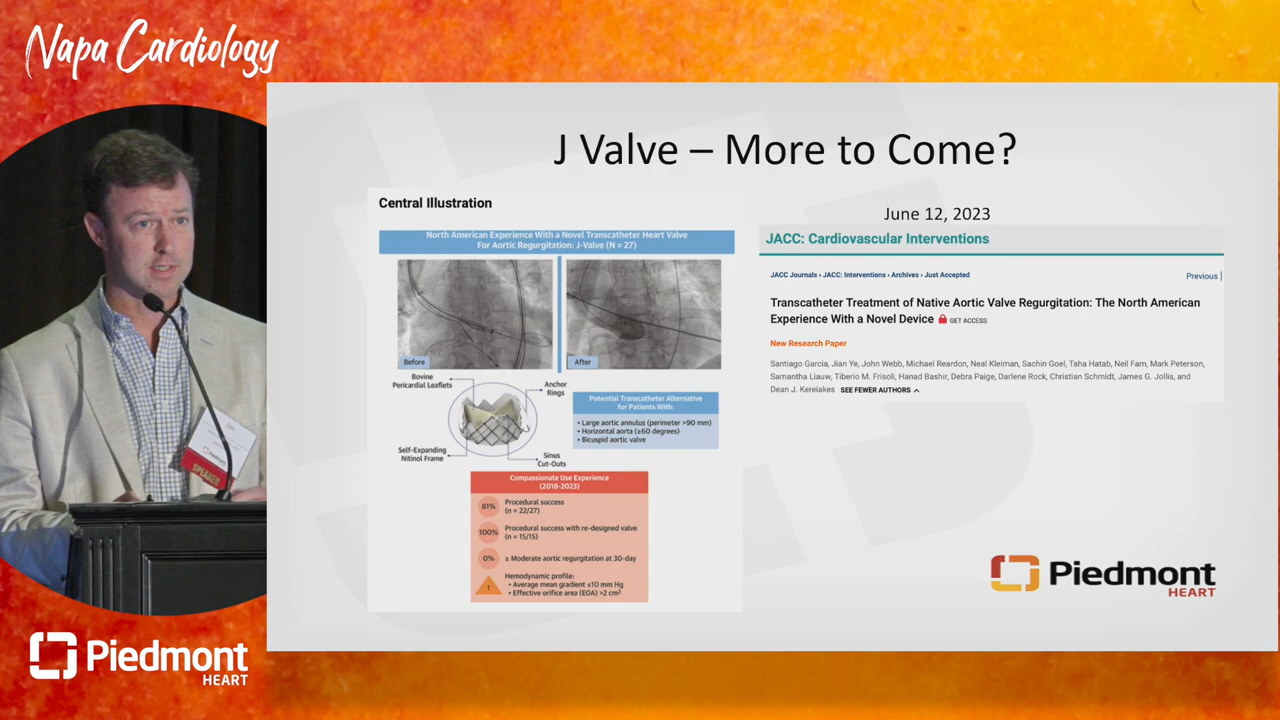 Napa Cardiology
J Valve – More to Come?
Central Illustration
North American Experience With a Novel Transcatheter Heart Valve
For Aortic Regurgitation: J-Valve (N = 27)
Before
After
Bovine
Pericardial Leaflets
Anchor
Rings
Self-Expanding
Nitinol Frame
Sinus
Cut-Outs
Potential Transcatheter Alternative
for Patients With:
• Large aortic annulus (perimeter >90 mm)
• Horizontal aorta (≥60 degrees)
• Bicuspid aortic valve
Compassionate Use Experience
(2018-2023)
81% Procedural success
(n = 22/27)
100% Procedural success with re-designed valve
(n = 15/15)
0% ≥ Moderate aortic regurgitation at 30-day
! Hemodynamic profile:
• Average mean gradient ≤10 mm Hg
• Effective orifice area (EOA) >2 cm²
June 12, 2023
JACC: Cardiovascular Interventions
JACC Journals › JACC: Interventions › Archives › Just Accepted
Previous |
Transcatheter Treatment of Native Aortic Valve Regurgitation: The North American
Experience With a Novel Device GET ACCESS
New Research Paper
Santiago Garcia, Jian Ye, John Webb, Michael Reardon, Neal Kleiman, Sachin Goel, Taha Hatab, Neil Fam, Mark Peterson,
Samantha Liauw, Tiberio M. Frisoli, Hanad Bashir, Debra Paige, Darlene Rock, Christian Schmidt, James G. Jollis, and
Dean J. Kereiakes SEE FEWER AUTHORS
Piedmont
HEART
Piedmont
SPEAKER
Piedmont
HEART